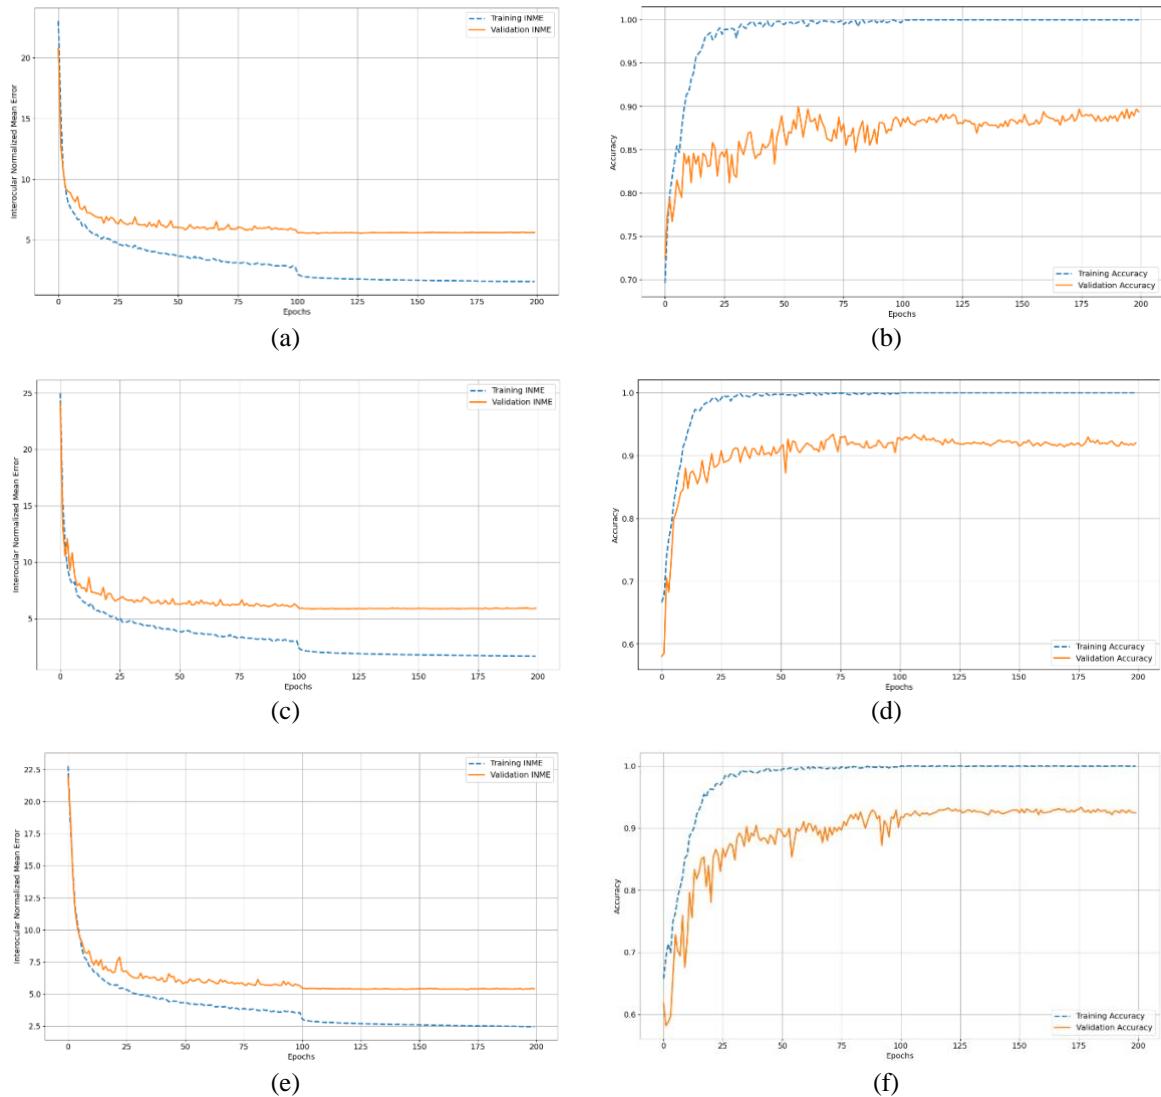 Training INME
Validation INME
20
15
10
5
Interocular Normalized Mean Error
0 25 50 75 100 125 150 175 200
Epochs
(a)
1.00
0.95
0.90
0.85
0.80
0.75
0.70
Accuracy
Training Accuracy
Validation Accuracy
0 25 50 75 100 125 150 175 200
Epochs
(b)
Training INME
Validation INME
25
20
15
10
5
Interocular Normalized Mean Error
0 25 50 75 100 125 150 175 200
Epochs
(c)
1.0
0.9
0.8
0.7
0.6
Accuracy
Training Accuracy
Validation Accuracy
0 25 50 75 100 125 150 175 200
Epochs
(d)
Training INME
Validation INME
22.5
20.0
17.5
15.0
12.5
10.0
7.5
5.0
2.5
Interocular Normalized Mean Error
0 25 50 75 100 125 150 175 200
Epochs
(e)
1.0
0.9
0.8
0.7
0.6
Accuracy
Training Accuracy
Validation Accuracy
0 25 50 75 100 125 150 175 200
Epochs
(f)